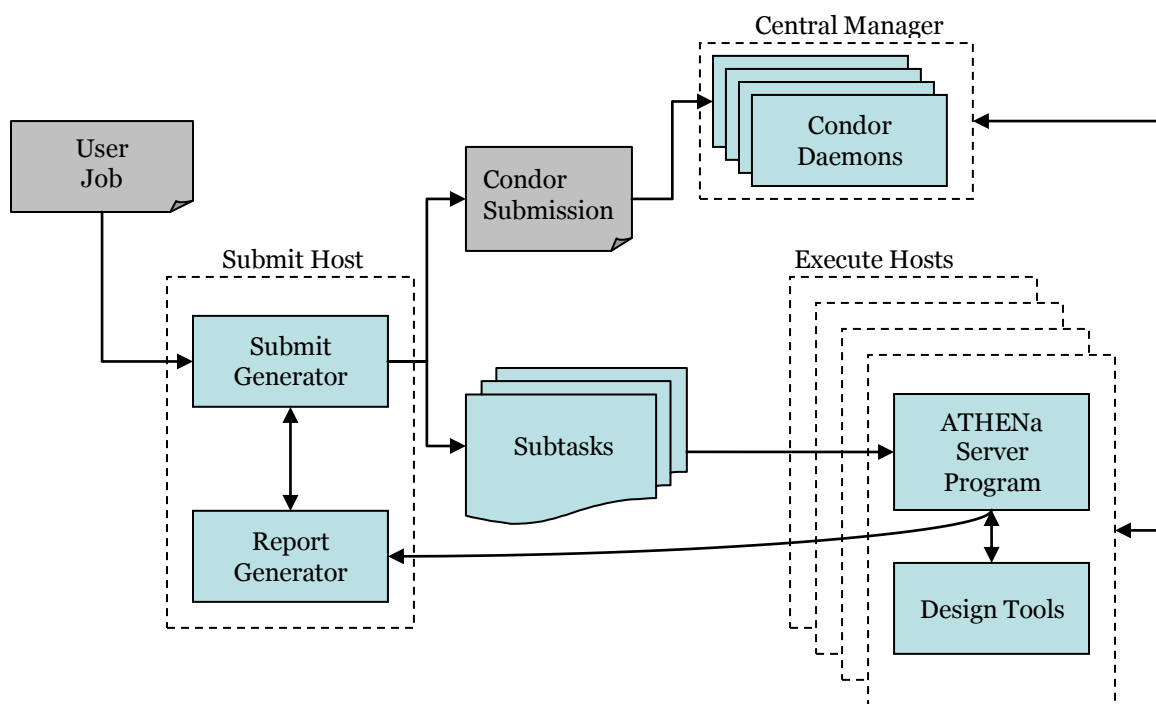 Central Manager
Condor
Daemons
User
Job
Condor
Submission
Submit Host
Execute Hosts
Submit
Generator
Subtasks
ATHENa
Server
Program
Report
Generator
Design Tools